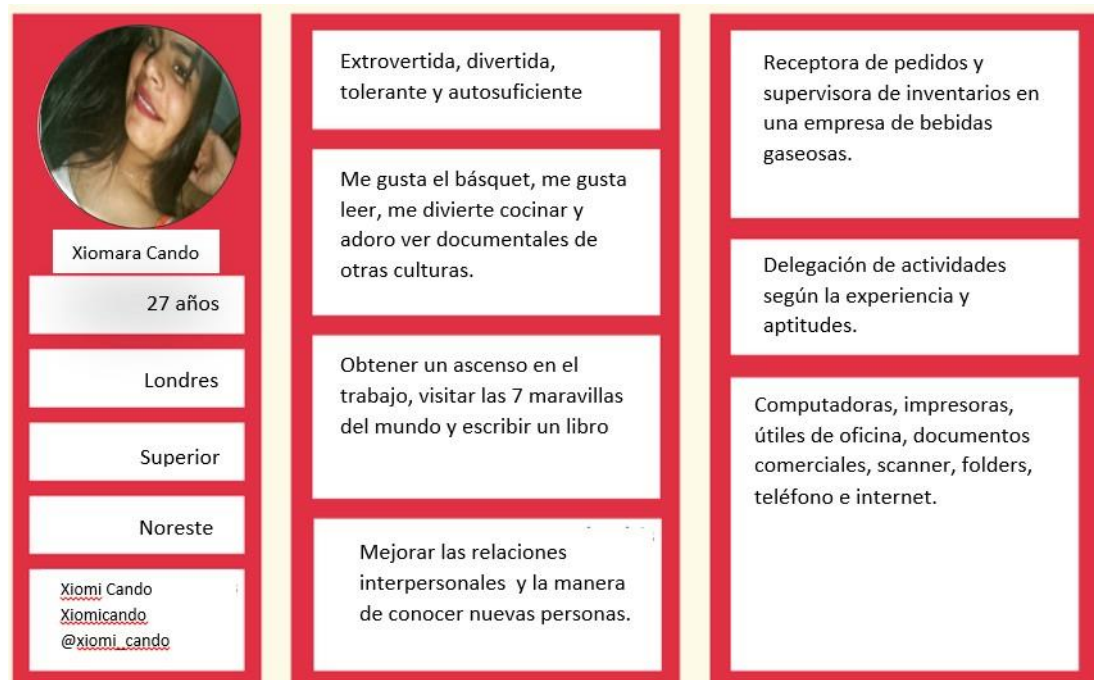 Xiomara Cando
27 años
Londres
Superior
Noreste
Xiomi Cando
Xiomicando
@xiomi_cando
Extrovertida, divertida,
tolerante y autosuficiente
Me gusta el básquet, me gusta
leer, me divierte cocinar y
adoro ver documentales de
otras culturas.
Obtener un ascenso en el
trabajo, visitar las 7 maravillas
del mundo y escribir un libro
Mejorar las relaciones
interpersonales y la manera
de conocer nuevas personas.
Receptora de pedidos y
supervisora de inventarios en
una empresa de bebidas
gaseosas.
Delegación de actividades
según la experiencia y
aptitudes.
Computadoras, impresoras,
útiles de oficina, documentos
comerciales, scanner, folders,
teléfono e internet.